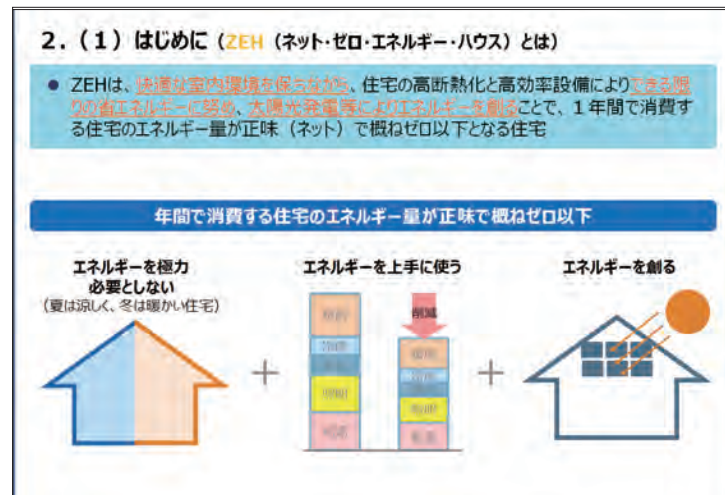 2.（1）はじめに（ZEH（ネット・ゼロ・エネルギー・ハウス）とは）
● ZEHは、快適な室内環境を保ちながら、住宅の高断熱化と高効率設備によりできる限
りの省エネルギーに努め、太陽光発電等によりエネルギーを創ることで、１年間で消費す
る住宅のエネルギー量が正味（ネット）で概ねゼロ以下となる住宅
年間で消費する住宅のエネルギー量が正味で概ねゼロ以下
エネルギーを極力
必要としない
（夏は涼しく、冬は暖かい住宅）
エネルギーを上手に使う
削減
エネルギーを創る
+
+